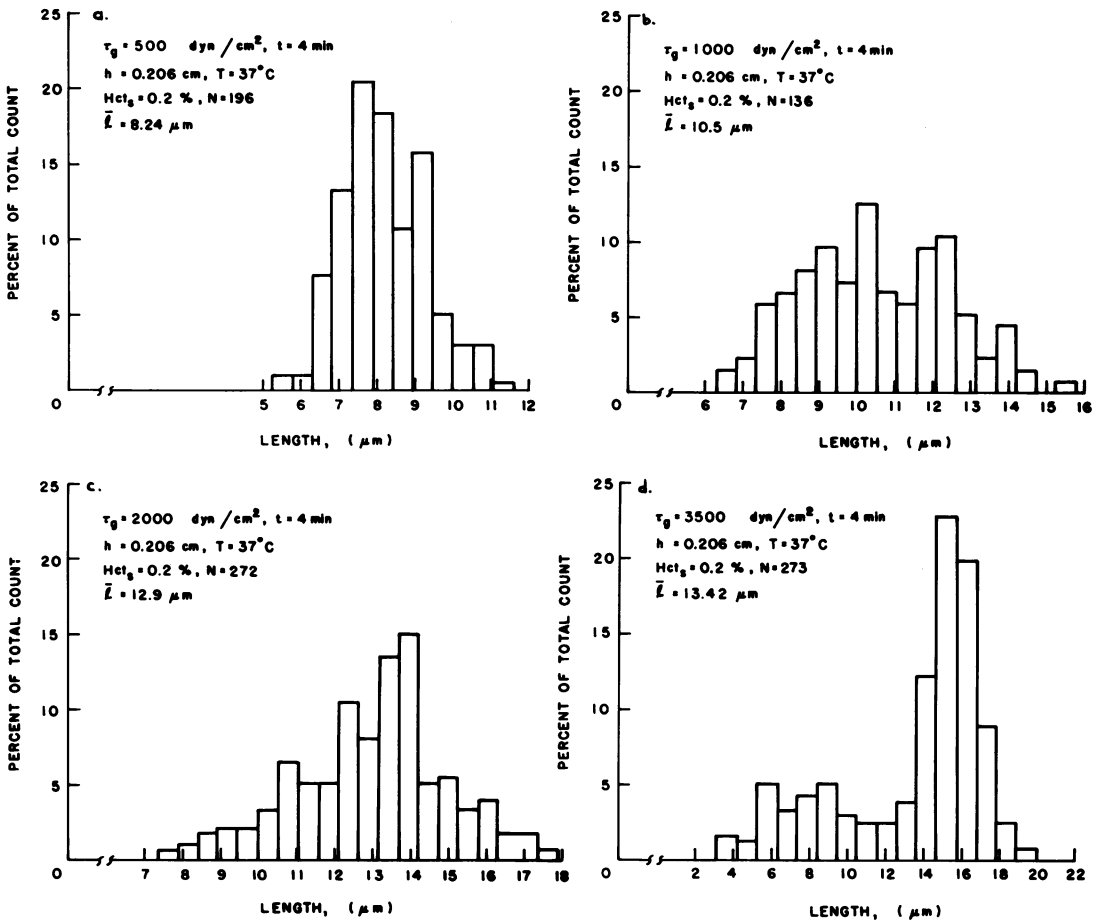 a.
τg = 500 dyn/cm², t = 4 min
h = 0.206 cm, T = 37°C
Hcts = 0.2 %, N = 196
l̄ = 8.24 μm
PERCENT OF TOTAL COUNT
25
20
15
10
5
0
5 6 7 8 9 10 11 12
LENGTH, (μm)
b.
τg = 1000 dyn/cm², t = 4 min
h = 0.206 cm, T = 37°C
Hcts = 0.2 %, N = 136
l̄ = 10.5 μm
PERCENT OF TOTAL COUNT
25
20
15
10
5
0
6 7 8 9 10 11 12 13 14 15 16
LENGTH, (μm)
c.
τg = 2000 dyn/cm², t = 4 min
h = 0.206 cm, T = 37°C
Hcts = 0.2 %, N = 272
l̄ = 12.9 μm
PERCENT OF TOTAL COUNT
25
20
15
10
5
0
7 8 9 10 11 12 13 14 15 16 17 18
LENGTH, (μm)
d.
τg = 3500 dyn/cm², t = 4 min
h = 0.206 cm, T = 37°C
Hcts = 0.2 %, N = 273
l̄ = 13.42 μm
PERCENT OF TOTAL COUNT
25
20
15
10
5
0
2 4 6 8 10 12 14 16 18 20 22
LENGTH, (μm)